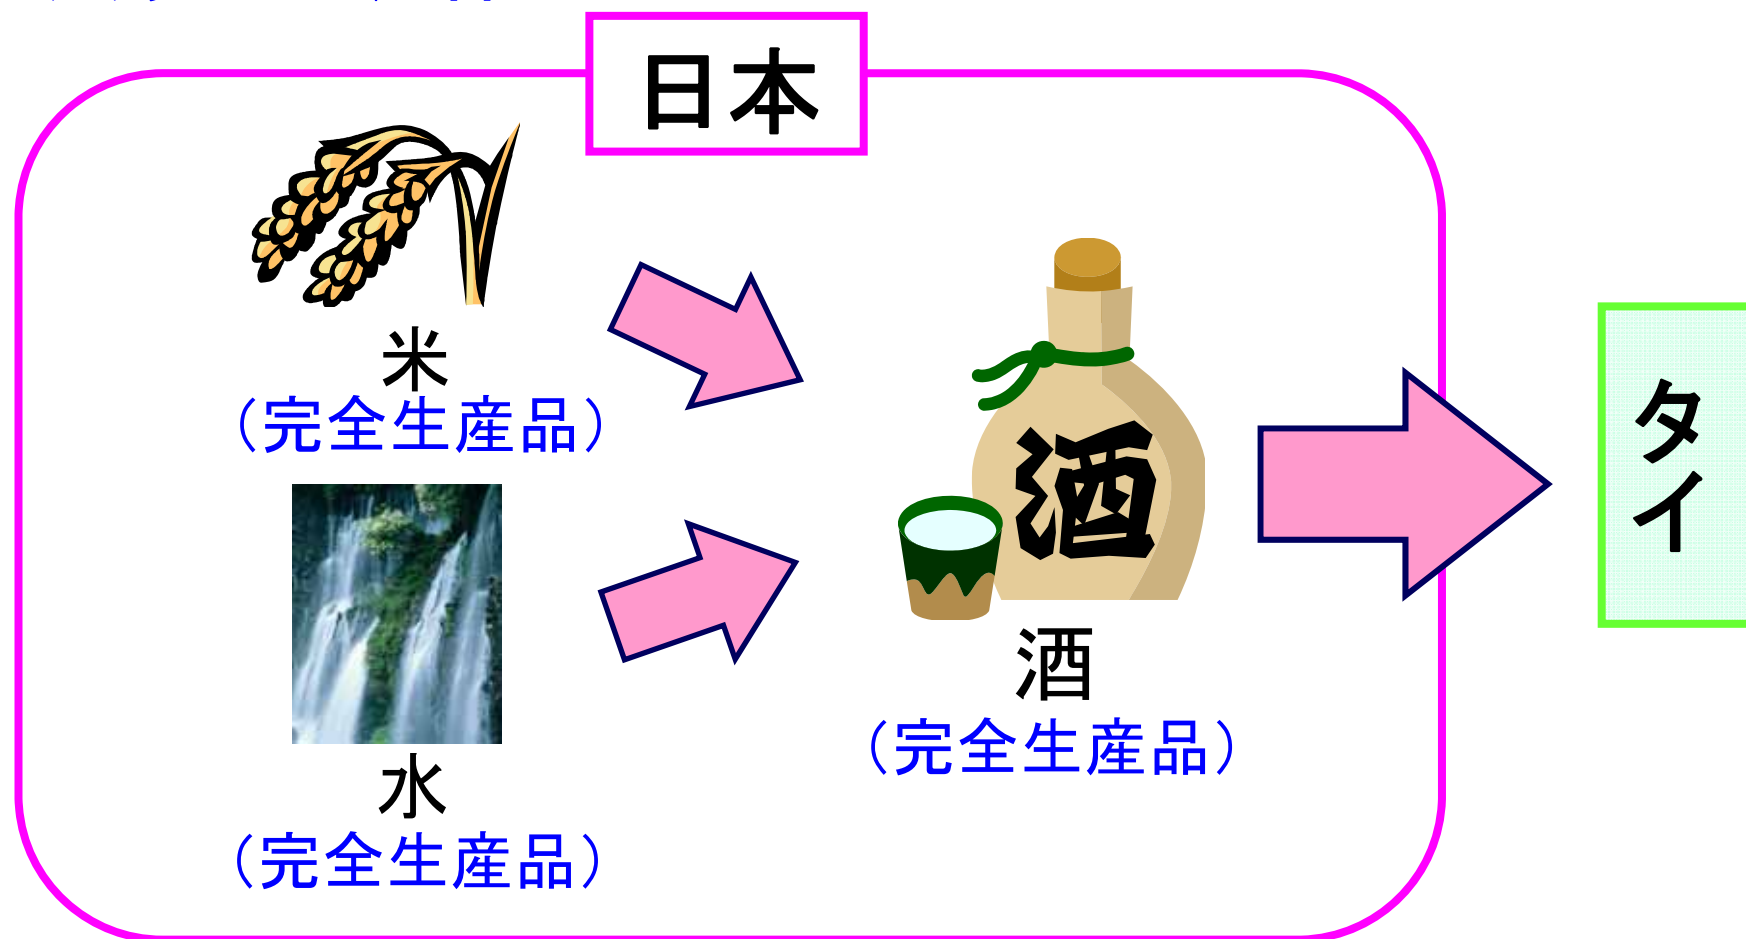 日本
米
（完全生産品）
水
（完全生産品）
酒
酒
（完全生産品）
タイ